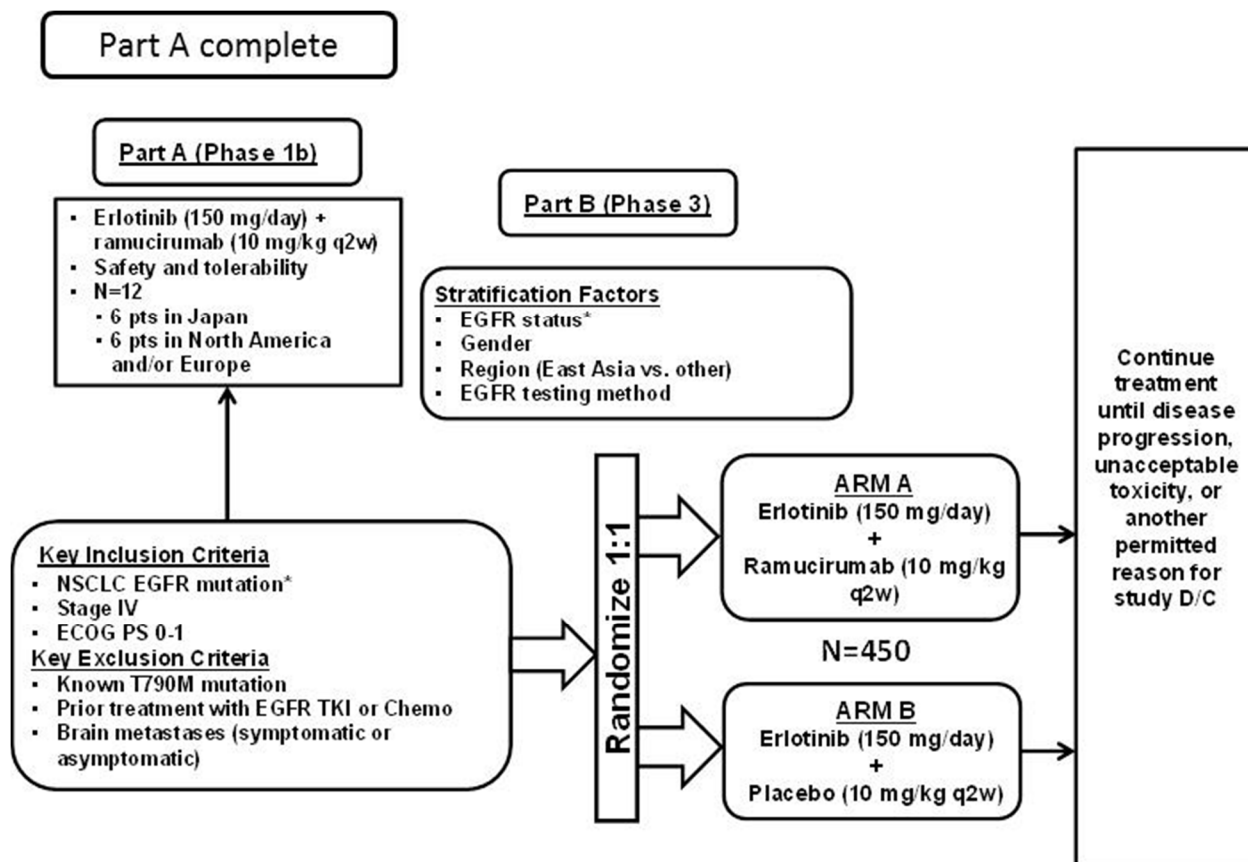 Part A complete
Part A (Phase 1b)
▪ Erlotinib (150 mg/day) +
ramucirumab (10 mg/kg q2w)
▪ Safety and tolerability
▪ N=12
▪ 6 pts in Japan
▪ 6 pts in North America
and/or Europe
Part B (Phase 3)
Stratification Factors
▪ EGFR status*
▪ Gender
▪ Region (East Asia vs. other)
▪ EGFR testing method
Key Inclusion Criteria
▪ NSCLC EGFR mutation*
▪ Stage IV
▪ ECOG PS 0-1
Key Exclusion Criteria
▪ Known T790M mutation
▪ Prior treatment with EGFR TKI or Chemo
▪ Brain metastases (symptomatic or
asymptomatic)
Randomize 1:1
ARM A
Erlotinib (150 mg/day)
+
Ramucirumab (10 mg/kg
q2w)
N=450
ARM B
Erlotinib (150 mg/day)
+
Placebo (10 mg/kg q2w)
Continue
treatment
until disease
progression,
unacceptable
toxicity, or
another
permitted
reason for
study D/C